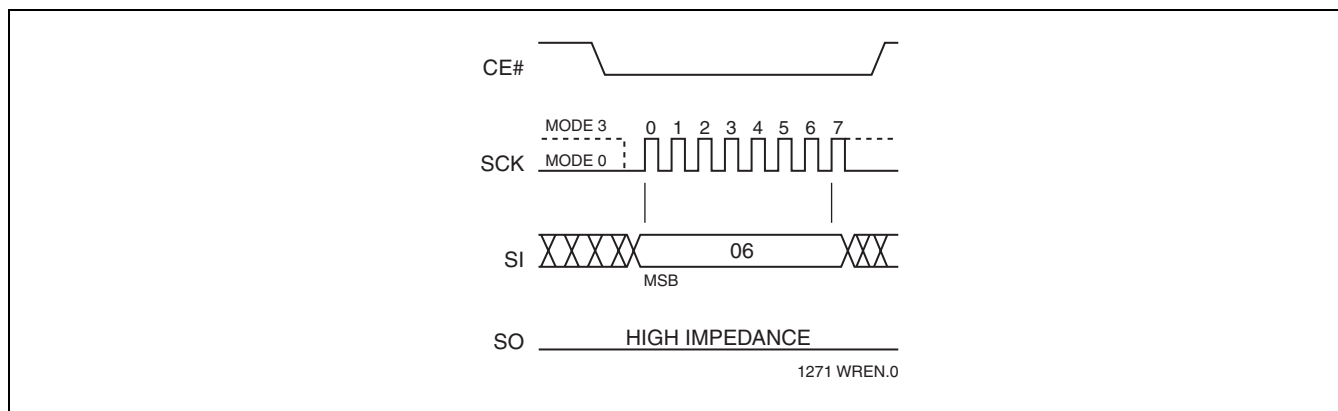 CE#
MODE 3
0 1 2 3 4 5 6 7
SCK
MODE 0
SI
06
MSB
SO
HIGH IMPEDANCE
1271 WREN.0